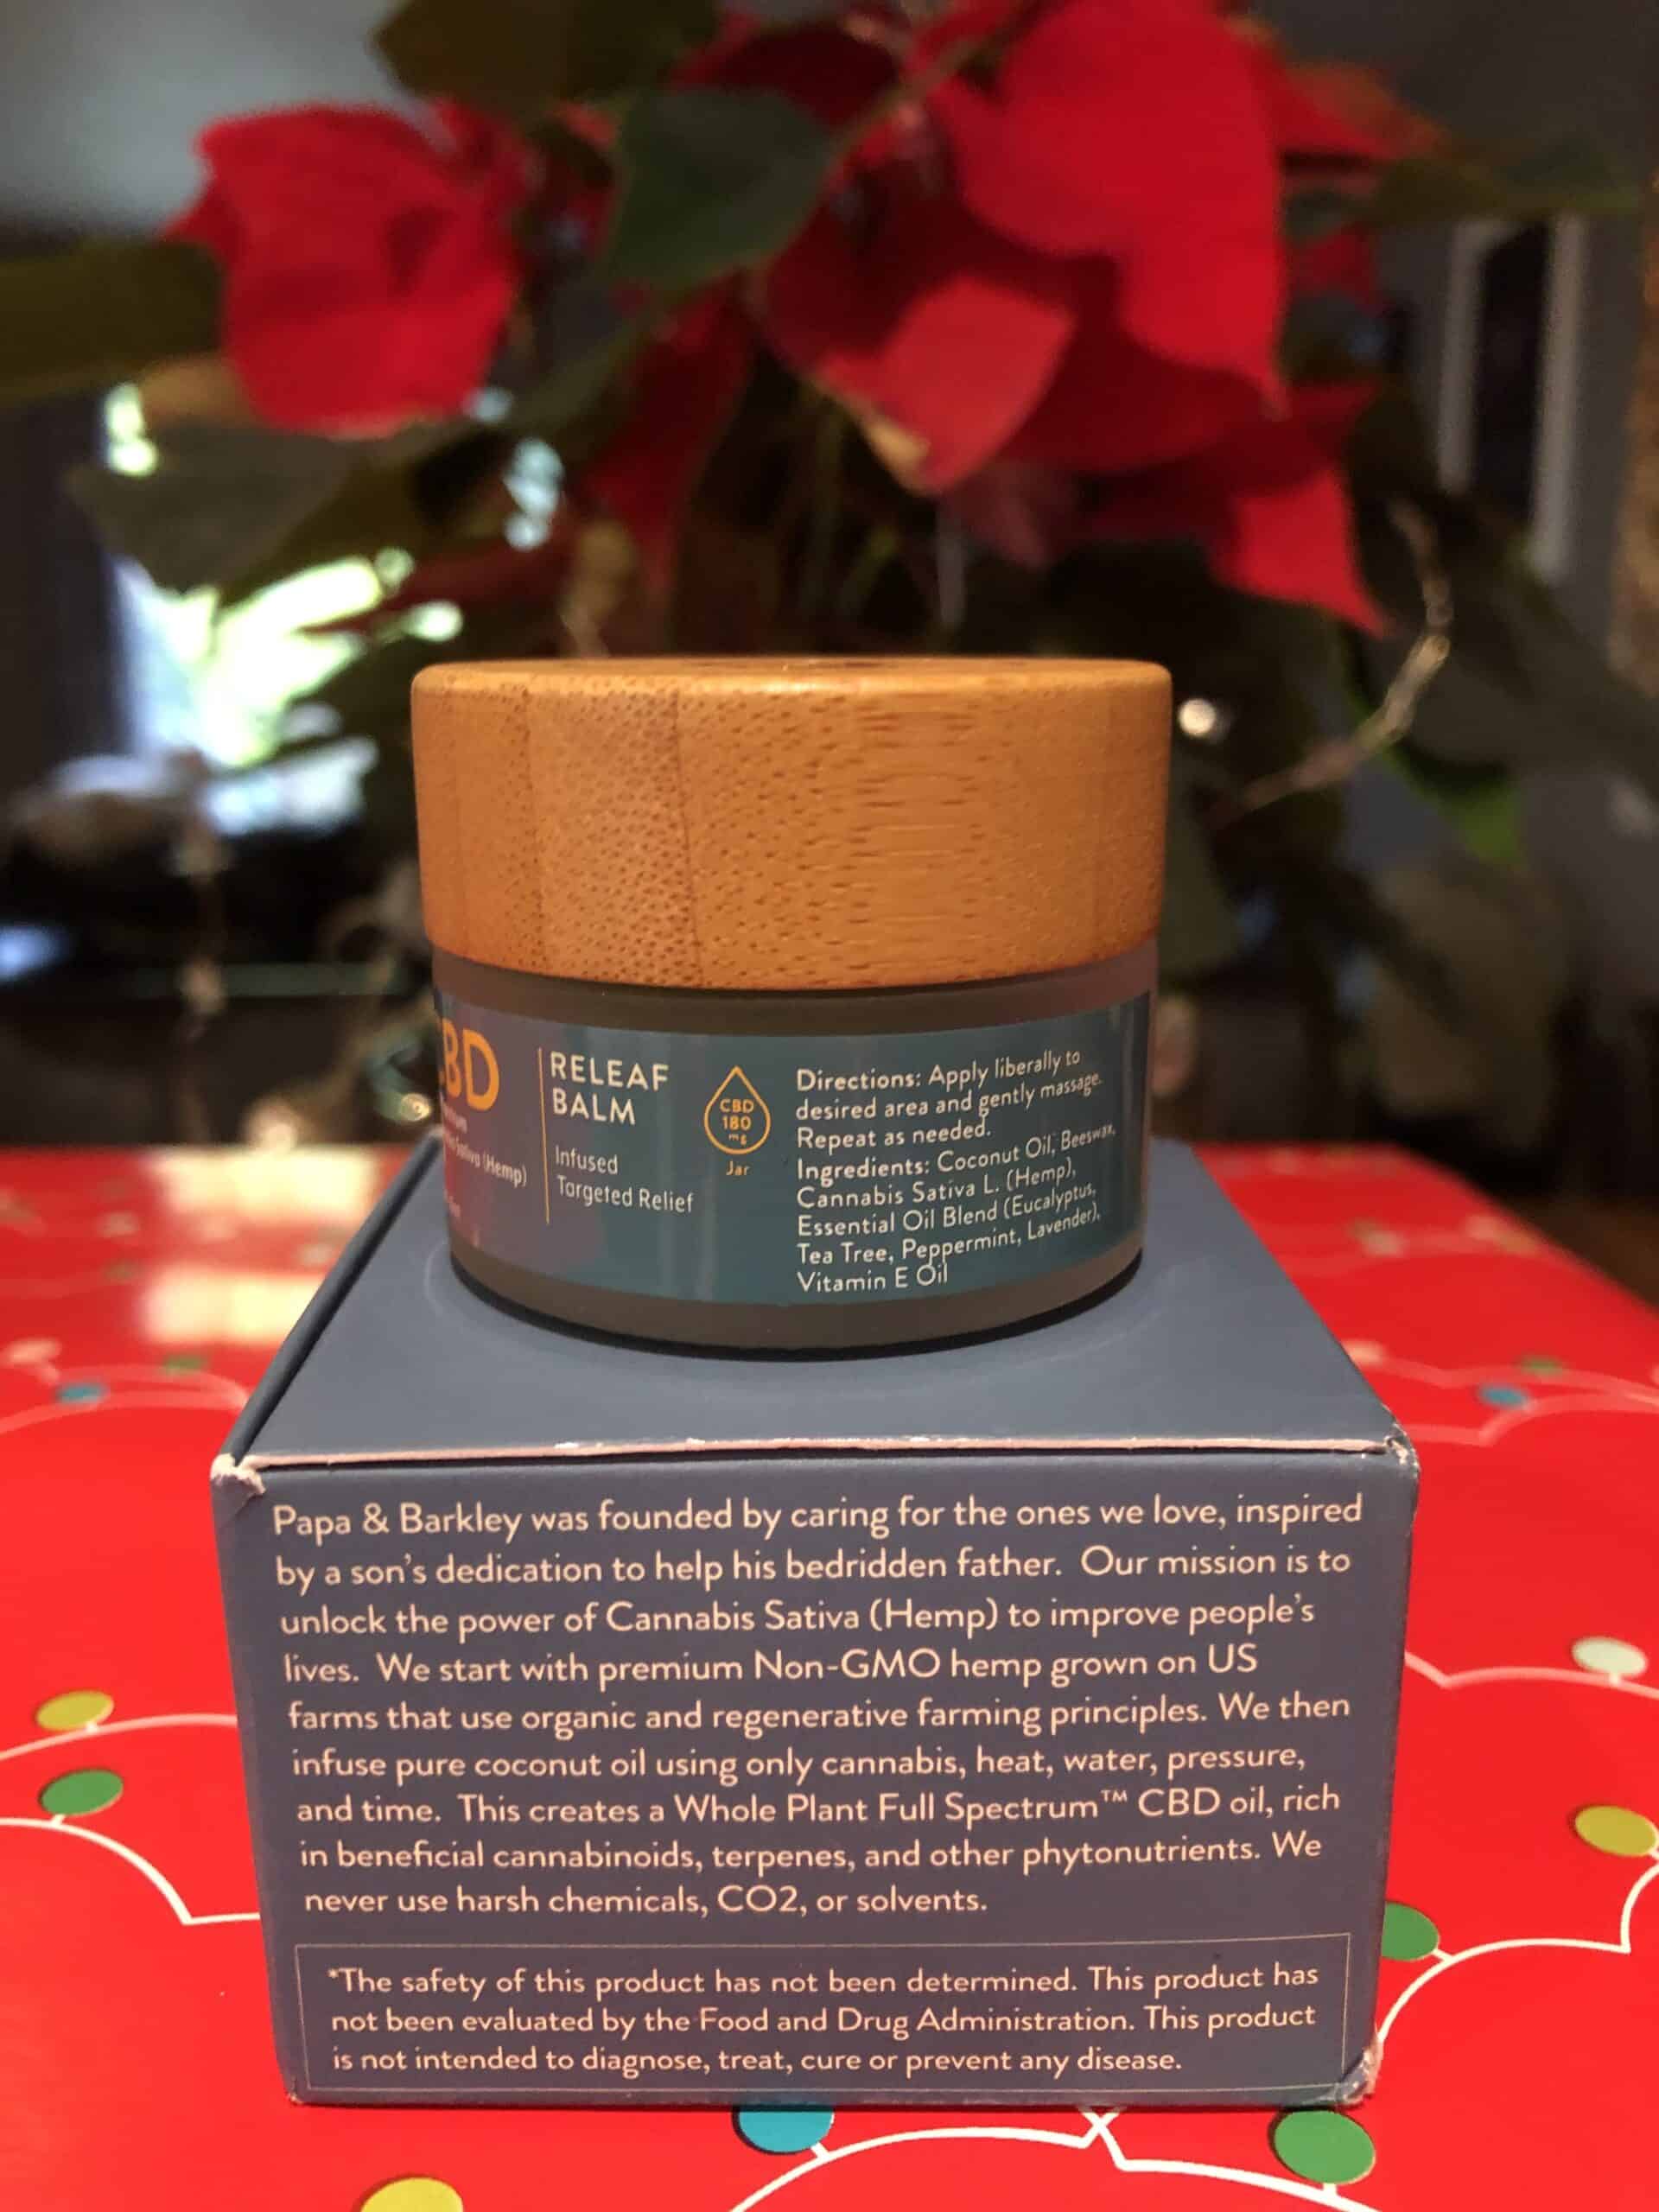 BD
(Hemp)
RELEAF
BALM
Infused
Targeted Relief
CBD
180
mg
Jar
Directions: Apply liberally to
desired area and gently massage.
Repeat as needed.
Ingredients: Coconut Oil, Beeswax,
Cannabis Sativa L. (Hemp),
Essential Oil Blend (Eucalyptus,
Tea Tree, Peppermint, Lavender),
Vitamin E Oil
Papa & Barkley was founded by caring for the ones we love, inspired
by a son's dedication to help his bedridden father. Our mission is to
unlock the power of Cannabis Sativa (Hemp) to improve people's
lives. We start with premium Non-GMO hemp grown on US
farms that use organic and regenerative farming principles. We then
infuse pure coconut oil using only cannabis, heat, water, pressure,
and time. This creates a Whole Plant Full Spectrum™ CBD oil, rich
in beneficial cannabinoids, terpenes, and other phytonutrients. We
never use harsh chemicals, CO2, or solvents.
*The safety of this product has not been determined. This product has
not been evaluated by the Food and Drug Administration. This product
is not intended to diagnose, treat, cure or prevent any disease.